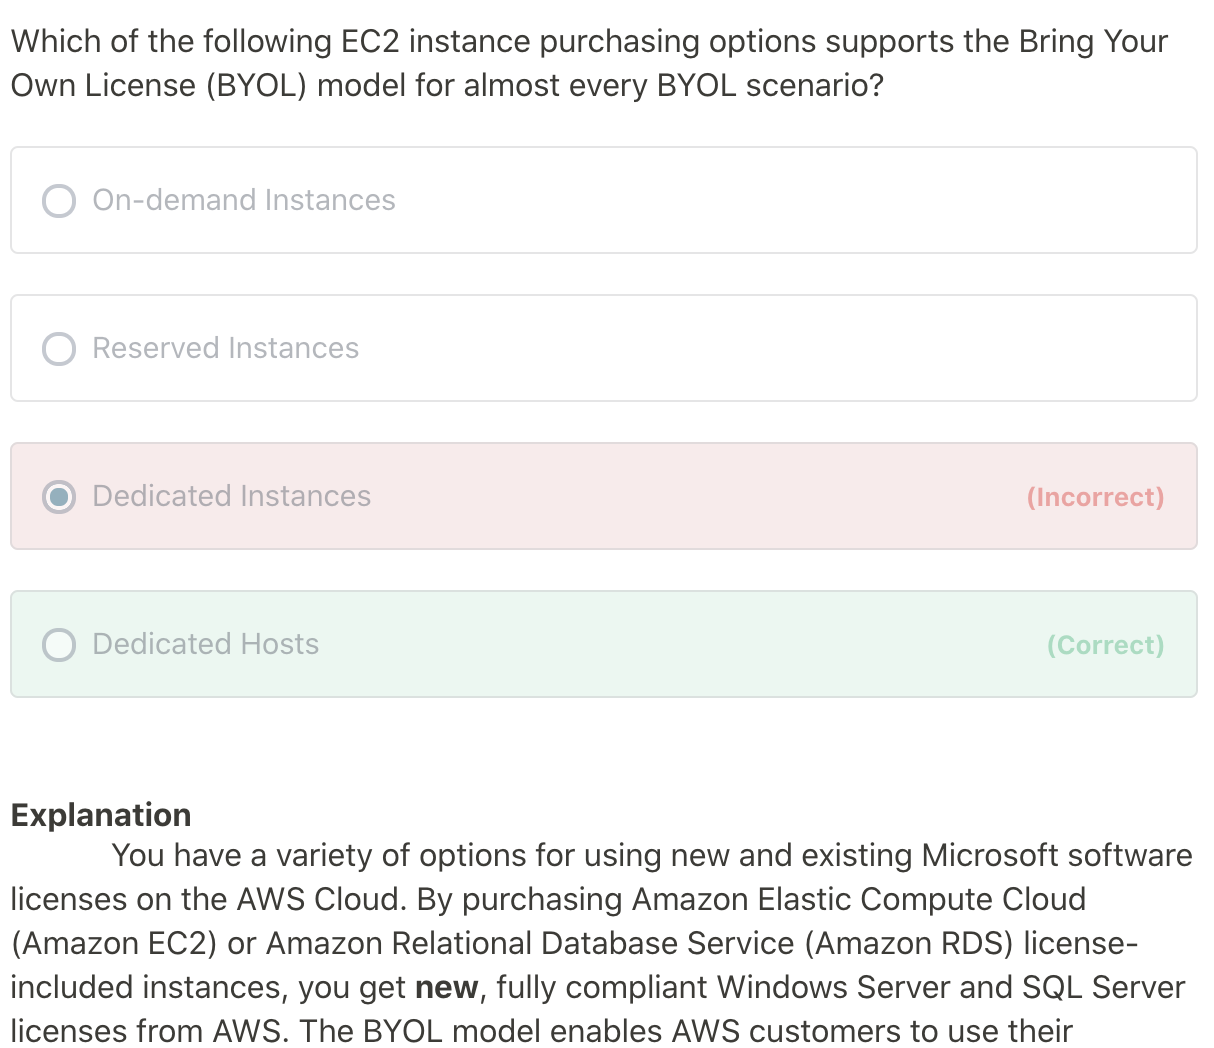 Which of the following EC2 instance purchasing options supports the Bring Your
Own License (BYOL) model for almost every BYOL scenario?
On-demand Instances
Reserved Instances
Dedicated Instances (Incorrect)
Dedicated Hosts (Correct)
Explanation
You have a variety of options for using new and existing Microsoft software
licenses on the AWS Cloud. By purchasing Amazon Elastic Compute Cloud
(Amazon EC2) or Amazon Relational Database Service (Amazon RDS) license-
included instances, you get new, fully compliant Windows Server and SQL Server
licenses from AWS. The BYOL model enables AWS customers to use their